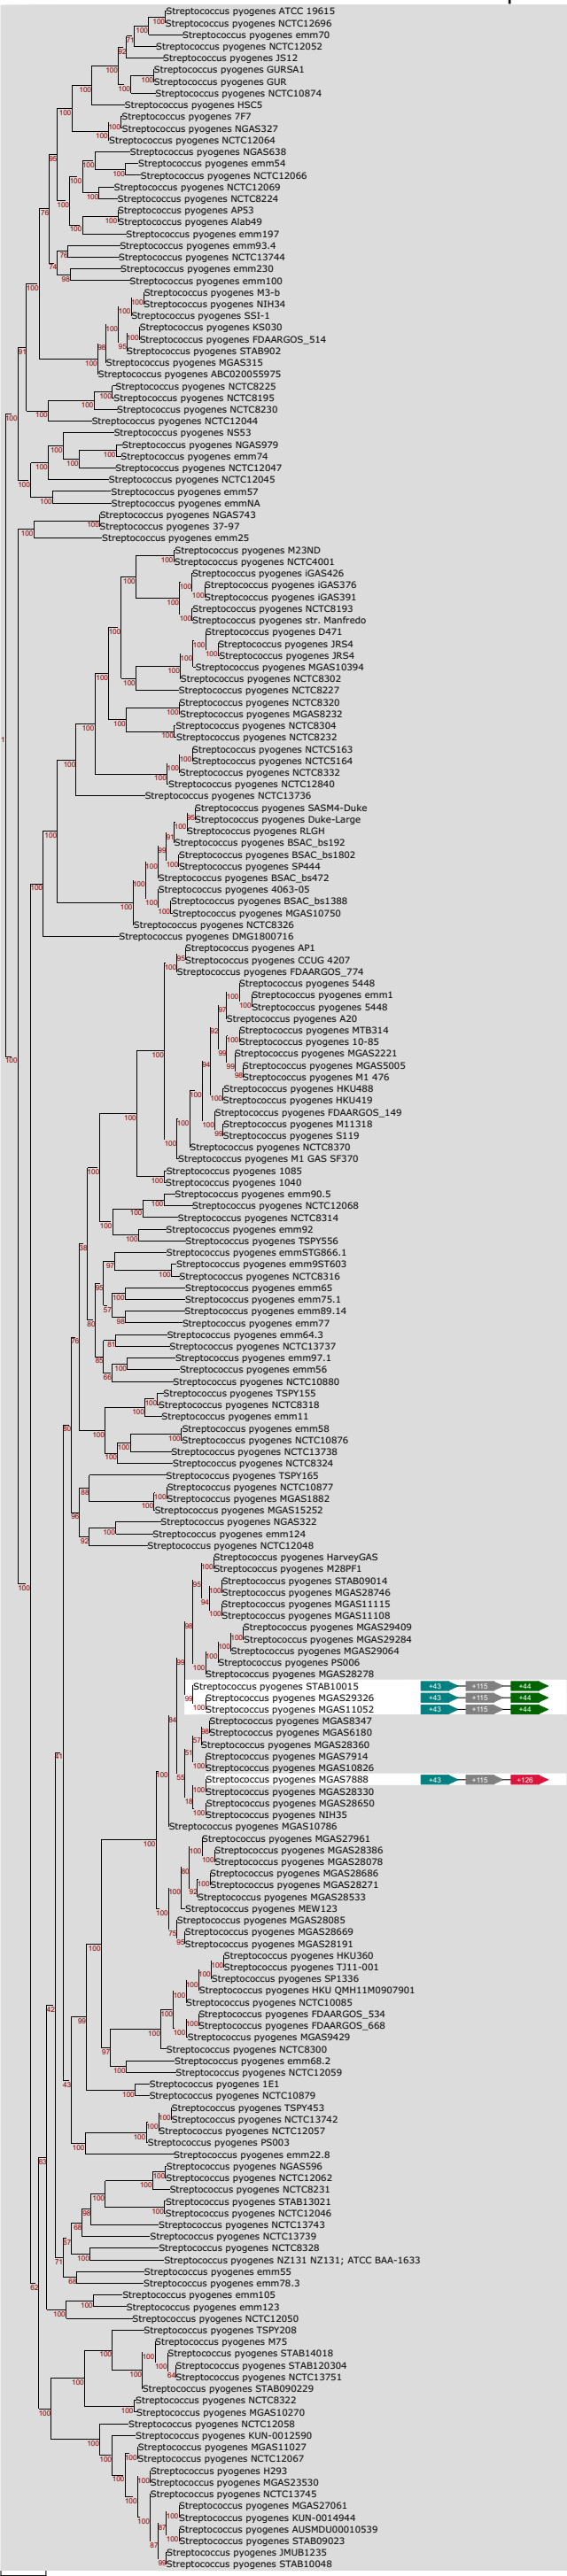 Streptococcus pyogenes ATCC 19615
Streptococcus pyogenes NCTC12696
Streptococcus pyogenes emm70
Streptococcus pyogenes NCTC12052
Streptococcus pyogenes JS12
Streptococcus pyogenes GURSA1
Streptococcus pyogenes GUR
Streptococcus pyogenes NCTC10874
Streptococcus pyogenes HSC5
Streptococcus pyogenes 7F7
Streptococcus pyogenes NGAS327
Streptococcus pyogenes NCTC12064
Streptococcus pyogenes NGAS638
Streptococcus pyogenes emm54
Streptococcus pyogenes NCTC12066
Streptococcus pyogenes NCTC12069
Streptococcus pyogenes NCTC8224
Streptococcus pyogenes AP53
Streptococcus pyogenes Alab49
Streptococcus pyogenes emm197
Streptococcus pyogenes emm93.4
Streptococcus pyogenes NCTC13744
Streptococcus pyogenes emm230
Streptococcus pyogenes emm100
Streptococcus pyogenes M3-b
Streptococcus pyogenes NIH34
Streptococcus pyogenes SSI-1
Streptococcus pyogenes KS030
Streptococcus pyogenes FDAARGOS_514
Streptococcus pyogenes STAB902
Streptococcus pyogenes MGAS315
Streptococcus pyogenes ABC020055975
Streptococcus pyogenes NCTC8225
Streptococcus pyogenes NCTC8195
Streptococcus pyogenes NCTC8230
Streptococcus pyogenes NCTC12044
Streptococcus pyogenes NS53
Streptococcus pyogenes NGAS979
Streptococcus pyogenes emm74
Streptococcus pyogenes NCTC12047
Streptococcus pyogenes NCTC12045
Streptococcus pyogenes emm57
Streptococcus pyogenes emmNA
Streptococcus pyogenes NGAS743
Streptococcus pyogenes 37-97
Streptococcus pyogenes emm25
Streptococcus pyogenes M23ND
Streptococcus pyogenes NCTC4001
Streptococcus pyogenes iGAS426
Streptococcus pyogenes iGAS376
Streptococcus pyogenes iGAS391
Streptococcus pyogenes NCTC8193
Streptococcus pyogenes str. Manfredo
Streptococcus pyogenes D471
Streptococcus pyogenes JRS4
Streptococcus pyogenes JRS4
Streptococcus pyogenes MGAS10394
Streptococcus pyogenes NCTC8302
Streptococcus pyogenes NCTC8227
Streptococcus pyogenes NCTC8320
Streptococcus pyogenes MGAS8232
Streptococcus pyogenes NCTC8304
Streptococcus pyogenes NCTC8232
Streptococcus pyogenes NCTC5163
Streptococcus pyogenes NCTC5164
Streptococcus pyogenes NCTC8332
Streptococcus pyogenes NCTC12840
Streptococcus pyogenes NCTC13736
Streptococcus pyogenes SASM4-Duke
Streptococcus pyogenes Duke-Large
Streptococcus pyogenes RLGH
Streptococcus pyogenes BSAC_bs192
Streptococcus pyogenes BSAC_bs1802
Streptococcus pyogenes SP444
Streptococcus pyogenes BSAC_bs472
Streptococcus pyogenes 4063-05
Streptococcus pyogenes BSAC_bs1388
Streptococcus pyogenes MGAS10750
Streptococcus pyogenes NCTC8326
Streptococcus pyogenes DMG1800716
Streptococcus pyogenes AP1
Streptococcus pyogenes CCUG 4207
Streptococcus pyogenes FDAARGOS_774
Streptococcus pyogenes 5448
Streptococcus pyogenes emm1
Streptococcus pyogenes 5448
Streptococcus pyogenes A20
Streptococcus pyogenes MTB314
Streptococcus pyogenes 10-85
Streptococcus pyogenes MGAS2221
Streptococcus pyogenes MGAS5005
Streptococcus pyogenes M1 476
Streptococcus pyogenes HKU488
Streptococcus pyogenes HKU419
Streptococcus pyogenes FDAARGOS_149
Streptococcus pyogenes M11318
Streptococcus pyogenes S119
Streptococcus pyogenes NCTC8370
Streptococcus pyogenes M1 GAS SF370
Streptococcus pyogenes 1085
Streptococcus pyogenes 1040
Streptococcus pyogenes emm90.5
Streptococcus pyogenes NCTC12068
Streptococcus pyogenes NCTC8314
Streptococcus pyogenes emm92
Streptococcus pyogenes TSPY556
Streptococcus pyogenes emmSTG866.1
Streptococcus pyogenes emm9ST603
Streptococcus pyogenes NCTC8316
Streptococcus pyogenes emm65
Streptococcus pyogenes emm75.1
Streptococcus pyogenes emm89.14
Streptococcus pyogenes emm77
Streptococcus pyogenes emm64.3
Streptococcus pyogenes NCTC13737
Streptococcus pyogenes emm97.1
Streptococcus pyogenes emm56
Streptococcus pyogenes NCTC10880
Streptococcus pyogenes TSPY155
Streptococcus pyogenes NCTC8318
Streptococcus pyogenes emm11
Streptococcus pyogenes emm58
Streptococcus pyogenes NCTC10876
Streptococcus pyogenes NCTC13738
Streptococcus pyogenes NCTC8324
Streptococcus pyogenes TSPY165
Streptococcus pyogenes NCTC10877
Streptococcus pyogenes MGAS1882
Streptococcus pyogenes MGAS15252
Streptococcus pyogenes NGAS322
Streptococcus pyogenes emm124
Streptococcus pyogenes NCTC12048
Streptococcus pyogenes HarveyGAS
Streptococcus pyogenes M28PF1
Streptococcus pyogenes STAB09014
Streptococcus pyogenes MGAS28746
Streptococcus pyogenes MGAS11115
Streptococcus pyogenes MGAS11108
Streptococcus pyogenes MGAS29409
Streptococcus pyogenes MGAS29284
Streptococcus pyogenes MGAS29064
Streptococcus pyogenes PS006
Streptococcus pyogenes MGAS28278
Streptococcus pyogenes STAB10015 +43 +115 +44
Streptococcus pyogenes MGAS29326 +43 +115 +44
Streptococcus pyogenes MGAS11052 +43 +115 +44
Streptococcus pyogenes MGAS8347
Streptococcus pyogenes MGAS6180
Streptococcus pyogenes MGAS28360
Streptococcus pyogenes MGAS7914
Streptococcus pyogenes MGAS10826
Streptococcus pyogenes MGAS7888 +43 +115 +126
Streptococcus pyogenes MGAS28330
Streptococcus pyogenes MGAS28650
Streptococcus pyogenes NIH35
Streptococcus pyogenes MGAS10786
Streptococcus pyogenes MGAS27961
Streptococcus pyogenes MGAS28386
Streptococcus pyogenes MGAS28078
Streptococcus pyogenes MGAS28686
Streptococcus pyogenes MGAS28271
Streptococcus pyogenes MGAS28533
Streptococcus pyogenes MEW123
Streptococcus pyogenes MGAS28085
Streptococcus pyogenes MGAS28669
Streptococcus pyogenes MGAS28191
Streptococcus pyogenes HKU360
Streptococcus pyogenes TJ11-001
Streptococcus pyogenes SP1336
Streptococcus pyogenes HKU QMH11M0907901
Streptococcus pyogenes NCTC10085
Streptococcus pyogenes FDAARGOS_534
Streptococcus pyogenes FDAARGOS_668
Streptococcus pyogenes MGAS9429
Streptococcus pyogenes NCTC8300
Streptococcus pyogenes emm68.2
Streptococcus pyogenes NCTC12059
Streptococcus pyogenes 1E1
Streptococcus pyogenes NCTC10879
Streptococcus pyogenes TSPY453
Streptococcus pyogenes NCTC13742
Streptococcus pyogenes NCTC12057
Streptococcus pyogenes PS003
Streptococcus pyogenes emm22.8
Streptococcus pyogenes NGAS596
Streptococcus pyogenes NCTC12062
Streptococcus pyogenes NCTC8231
Streptococcus pyogenes STAB13021
Streptococcus pyogenes NCTC12046
Streptococcus pyogenes NCTC13743
Streptococcus pyogenes NCTC13739
Streptococcus pyogenes NCTC8328
Streptococcus pyogenes NZ131 NZ131; ATCC BAA-1633
Streptococcus pyogenes emm55
Streptococcus pyogenes emm78.3
Streptococcus pyogenes emm105
Streptococcus pyogenes emm123
Streptococcus pyogenes NCTC12050
Streptococcus pyogenes TSPY208
Streptococcus pyogenes M75
Streptococcus pyogenes STAB14018
Streptococcus pyogenes STAB120304
Streptococcus pyogenes NCTC13751
Streptococcus pyogenes STAB090229
Streptococcus pyogenes NCTC8322
Streptococcus pyogenes MGAS10270
Streptococcus pyogenes NCTC12058
Streptococcus pyogenes KUN-0012590
Streptococcus pyogenes MGAS11027
Streptococcus pyogenes NCTC12067
Streptococcus pyogenes H293
Streptococcus pyogenes MGAS23530
Streptococcus pyogenes NCTC13745
Streptococcus pyogenes MGAS27061
Streptococcus pyogenes KUN-0014944
Streptococcus pyogenes AUSMDU00010539
Streptococcus pyogenes STAB09023
Streptococcus pyogenes JMUB1235
Streptococcus pyogenes STAB10048